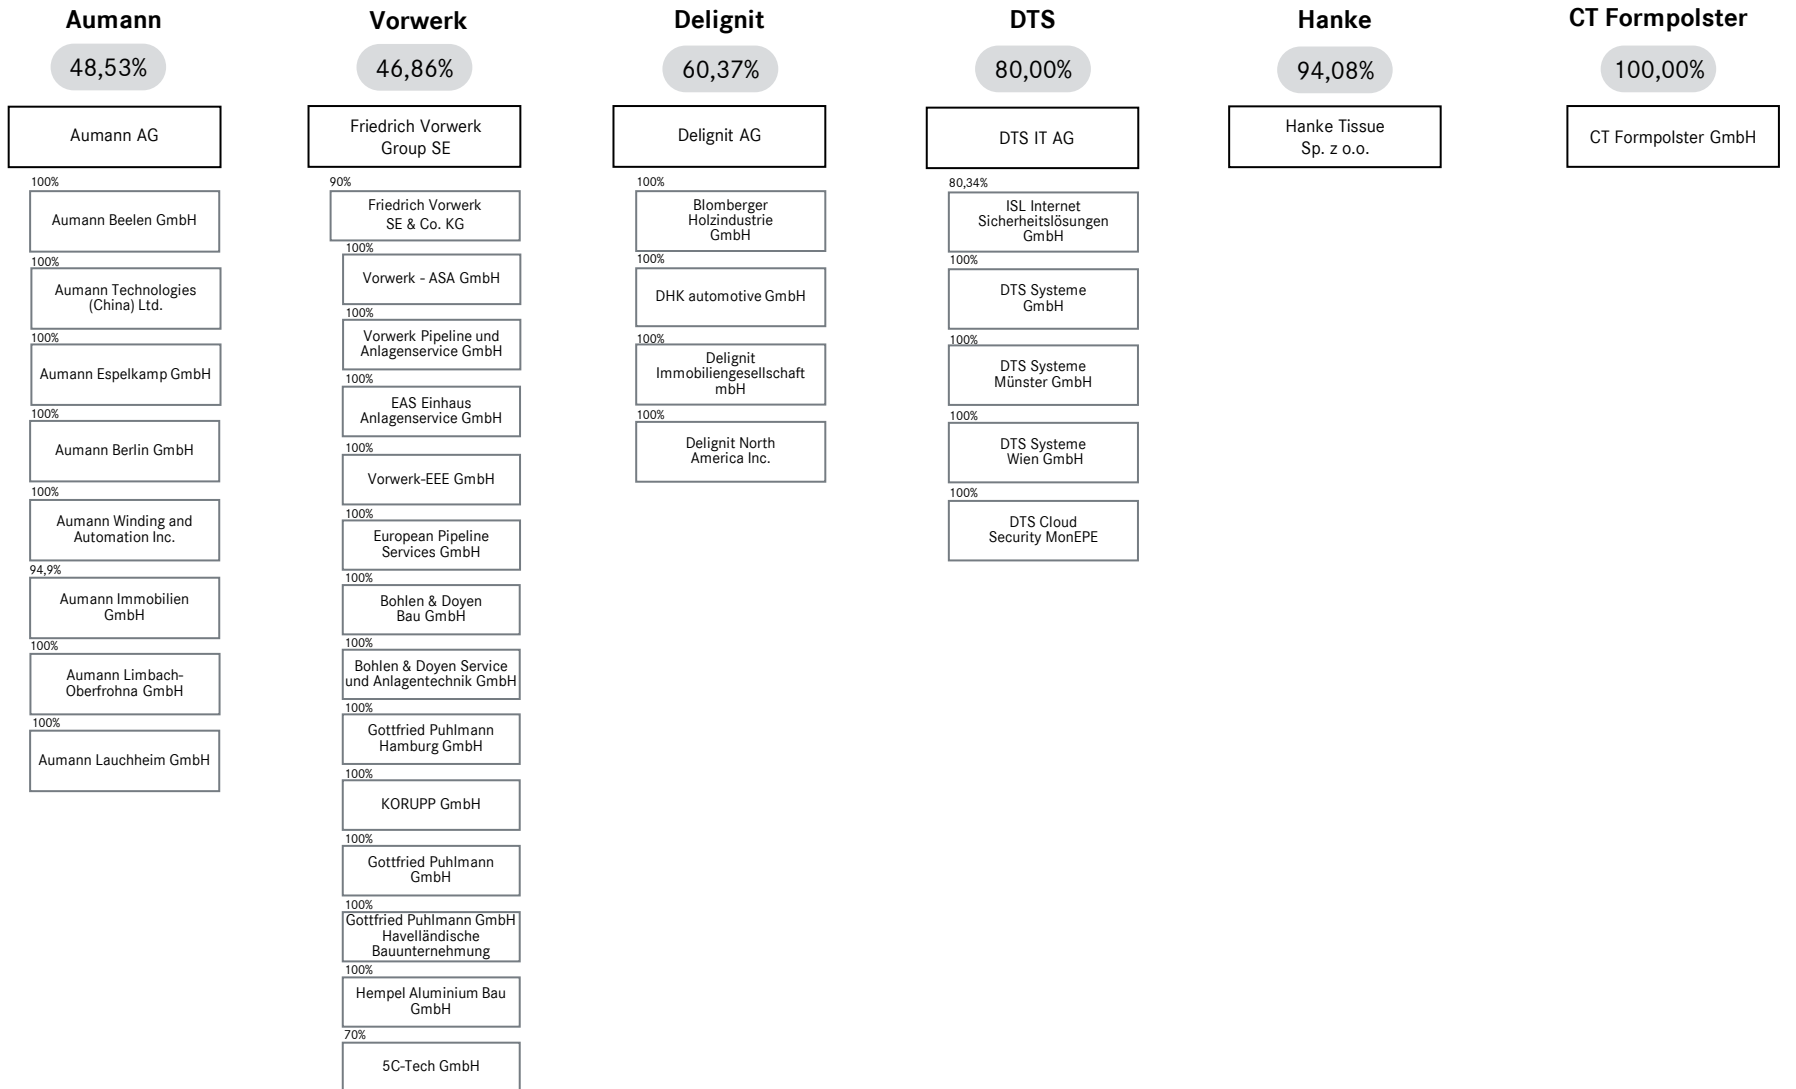 Aumann
48,53%
Aumann AG
100%
Aumann Beelen GmbH
100%
Aumann Technologies
(China) Ltd.
100%
Aumann Espelkamp GmbH
100%
Aumann Berlin GmbH
100%
Aumann Winding and
Automation Inc.
94,9%
Aumann Immobilien
GmbH
100%
Aumann Limbach-
Oberfrohna GmbH
100%
Aumann Lauchheim GmbH
Vorwerk
46,86%
Friedrich Vorwerk
Group SE
90%
Friedrich Vorwerk
SE & Co. KG
100%
Vorwerk - ASA GmbH
100%
Vorwerk Pipeline und
Anlagenservice GmbH
100%
EAS Einhaus
Anlagenservice GmbH
100%
Vorwerk-EEE GmbH
100%
European Pipeline
Services GmbH
100%
Bohlen & Doyen
Bau GmbH
100%
Bohlen & Doyen Service
und Anlagentechnik GmbH
100%
Gottfried Puhlmann
Hamburg GmbH
100%
KORUPP GmbH
100%
Gottfried Puhlmann
GmbH
100%
Gottfried Puhlmann GmbH
Havelländische
Bauunternehmung
100%
Hempel Aluminium Bau
GmbH
70%
5C-Tech GmbH
Delignit
60,37%
Delignit AG
100%
Blomberger
Holzindustrie
GmbH
100%
DHK automotive GmbH
100%
Delignit
Immobiliengesellschaft
mbH
100%
Delignit North
America Inc.
DTS
80,00%
DTS IT AG
80,34%
ISL Internet
Sicherheitslösungen
GmbH
100%
DTS Systeme
GmbH
100%
DTS Systeme
Münster GmbH
100%
DTS Systeme
Wien GmbH
100%
DTS Cloud
Security MonEPE
Hanke
94,08%
Hanke Tissue
Sp. z o.o.
CT Formpolster
100,00%
CT Formpolster GmbH